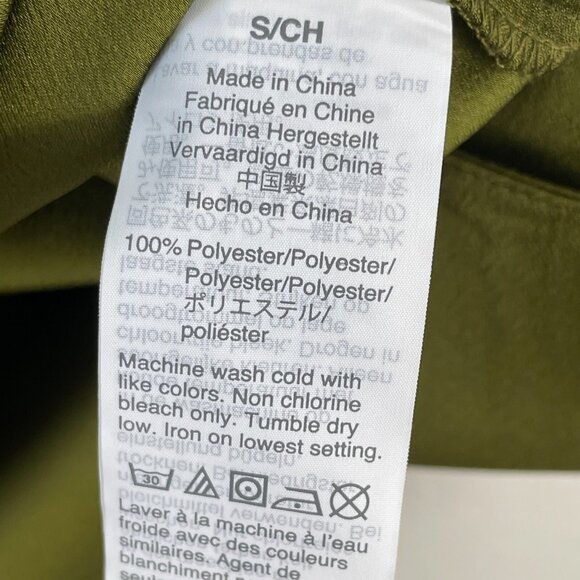 S/CH
Made in China
Fabriqué en Chine
in China Hergestellt
Vervaardigd in China
中国製
Hecho en China
100% Polyester/Polyester/
Polyester/Polyester/
ポリエステル/
poliéster
Machine wash cold with
like colors. Non chlorine
bleach only. Tumble dry
low. Iron on lowest setting.
30
Laver à la machine à l'eau
froide avec des couleurs
similaires. Agent de
blanchiment sans